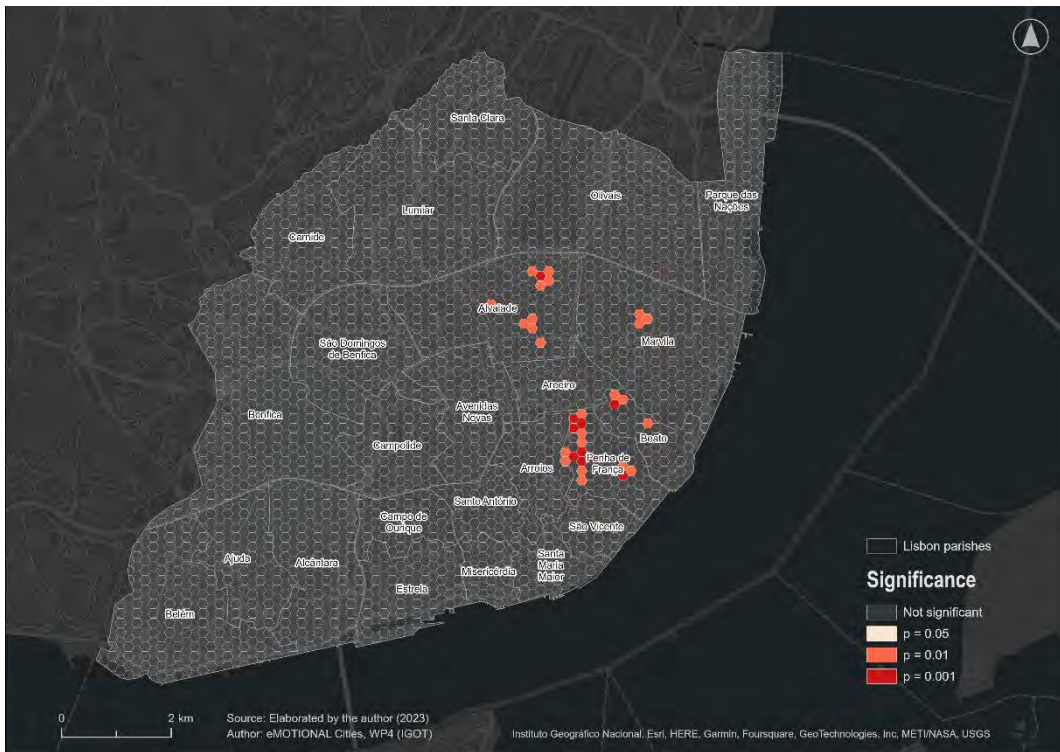 Santa Clara
Olivais
Parque das
Nações
Lumiar
Carnide
Alvalade
São Domingos
de Benfica
Marvila
Areeiro
Avenidas
Novas
Benfica
Beato
Campolide
Penha de
França
Arroios
Santo António
Campo de
Ourique
São Vicente
Santa
Maria
Maior
Ajuda
Alcântara
Misericórdia
Estrela
Belém
Lisbon parishes
Significance
Not significant
p = 0.05
p = 0.01
p = 0.001
0 2 km
Source: Elaborated by the author (2023)
Author: eMOTIONAL Cities, WP4 (IGOT)
Instituto Geográfico Nacional, Esri, HERE, Garmin, Foursquare, GeoTechnologies, Inc, METI/NASA, USGS